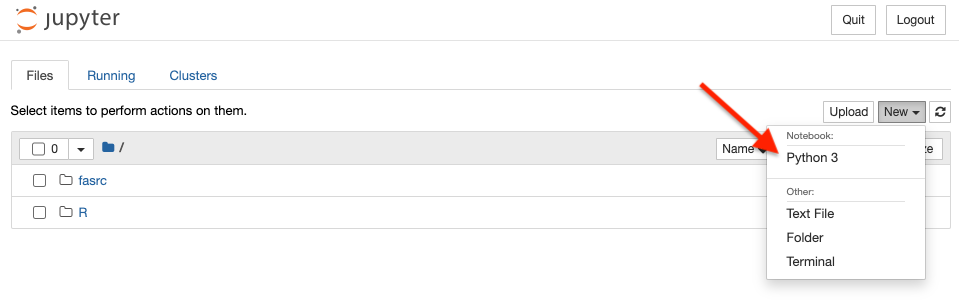 jupyter
Quit Logout
Files Running Clusters
Select items to perform actions on them.
Upload New
0 / Name
Notebook:
Python 3
fasrc
Other:
R
Text File
Folder
Terminal